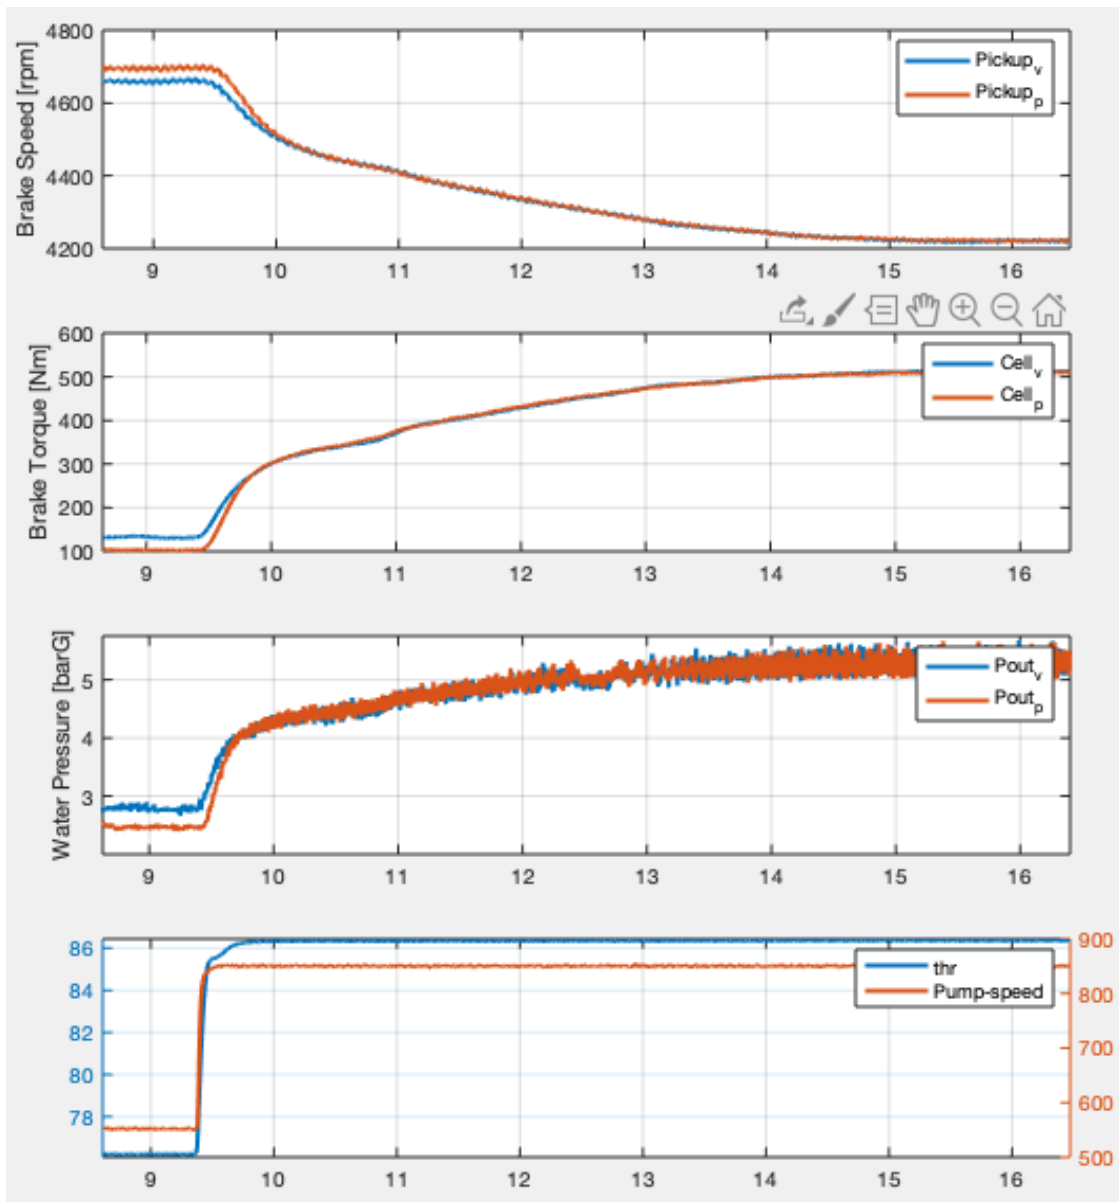 4800
4600
4400
4200
Brake Speed [rpm]
Pickup_v
Pickup_p
9 10 11 12 13 14 15 16
600
500
400
300
200
100
Brake Torque [Nm]
Cell_v
Cell_p
9 10 11 12 13 14 15 16
5
4
3
Water Pressure [barG]
Pout_v
Pout_p
9 10 11 12 13 14 15 16
86
84
82
80
78
900
800
700
600
500
thr
Pump-speed
9 10 11 12 13 14 15 16